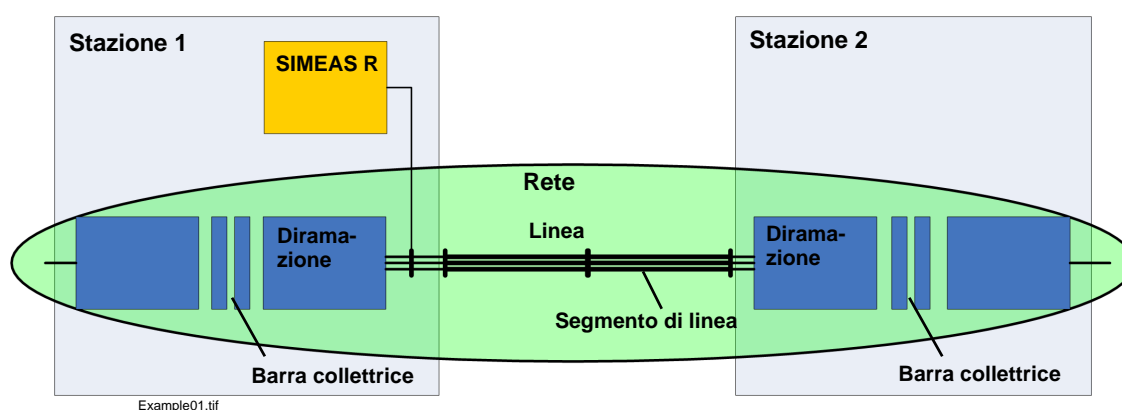 Stazione 1
Stazione 2
SIMEAS R
Rete
Dirama-
zione
Linea
Dirama-
zione
Segmento di linea
Barra collettrice
Barra collettrice
Example01.tif